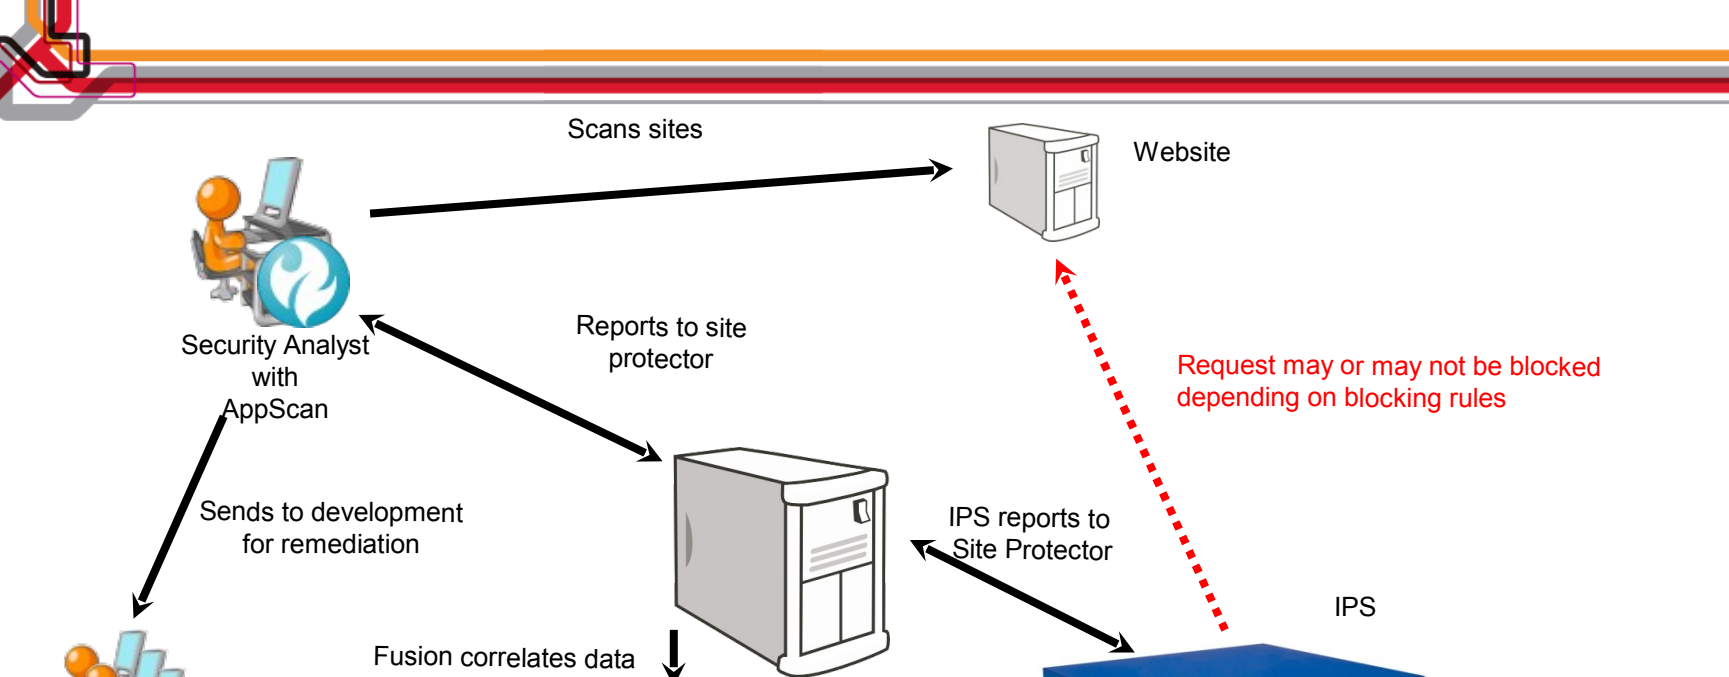 Scans sites
Website
Security Analyst
with
AppScan
Reports to site
protector
Request may or may not be blocked
depending on blocking rules
Sends to development
for remediation
IPS reports to
Site Protector
IPS
Fusion correlates data